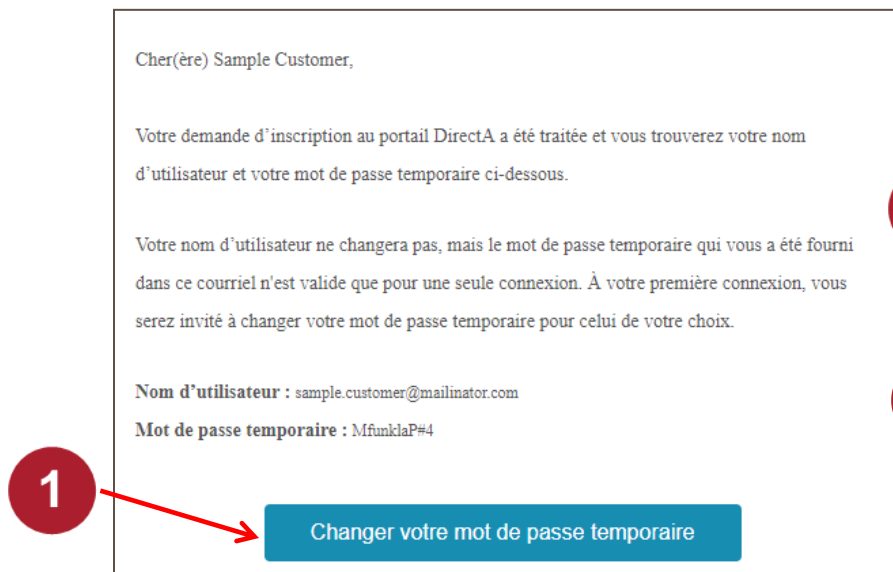 Cher(ère) Sample Customer,
Votre demande d’inscription au portail DirectA a été traitée et vous trouverez votre nom
d’utilisateur et votre mot de passe temporaire ci-dessous.
Votre nom d’utilisateur ne changera pas, mais le mot de passe temporaire qui vous a été fourni
dans ce courriel n'est valide que pour une seule connexion. À votre première connexion, vous
serez invité à changer votre mot de passe temporaire pour celui de votre choix.
Nom d’utilisateur : sample.customer@mailinator.com
Mot de passe temporaire : MfunklaP#4
1
Changer votre mot de passe temporaire